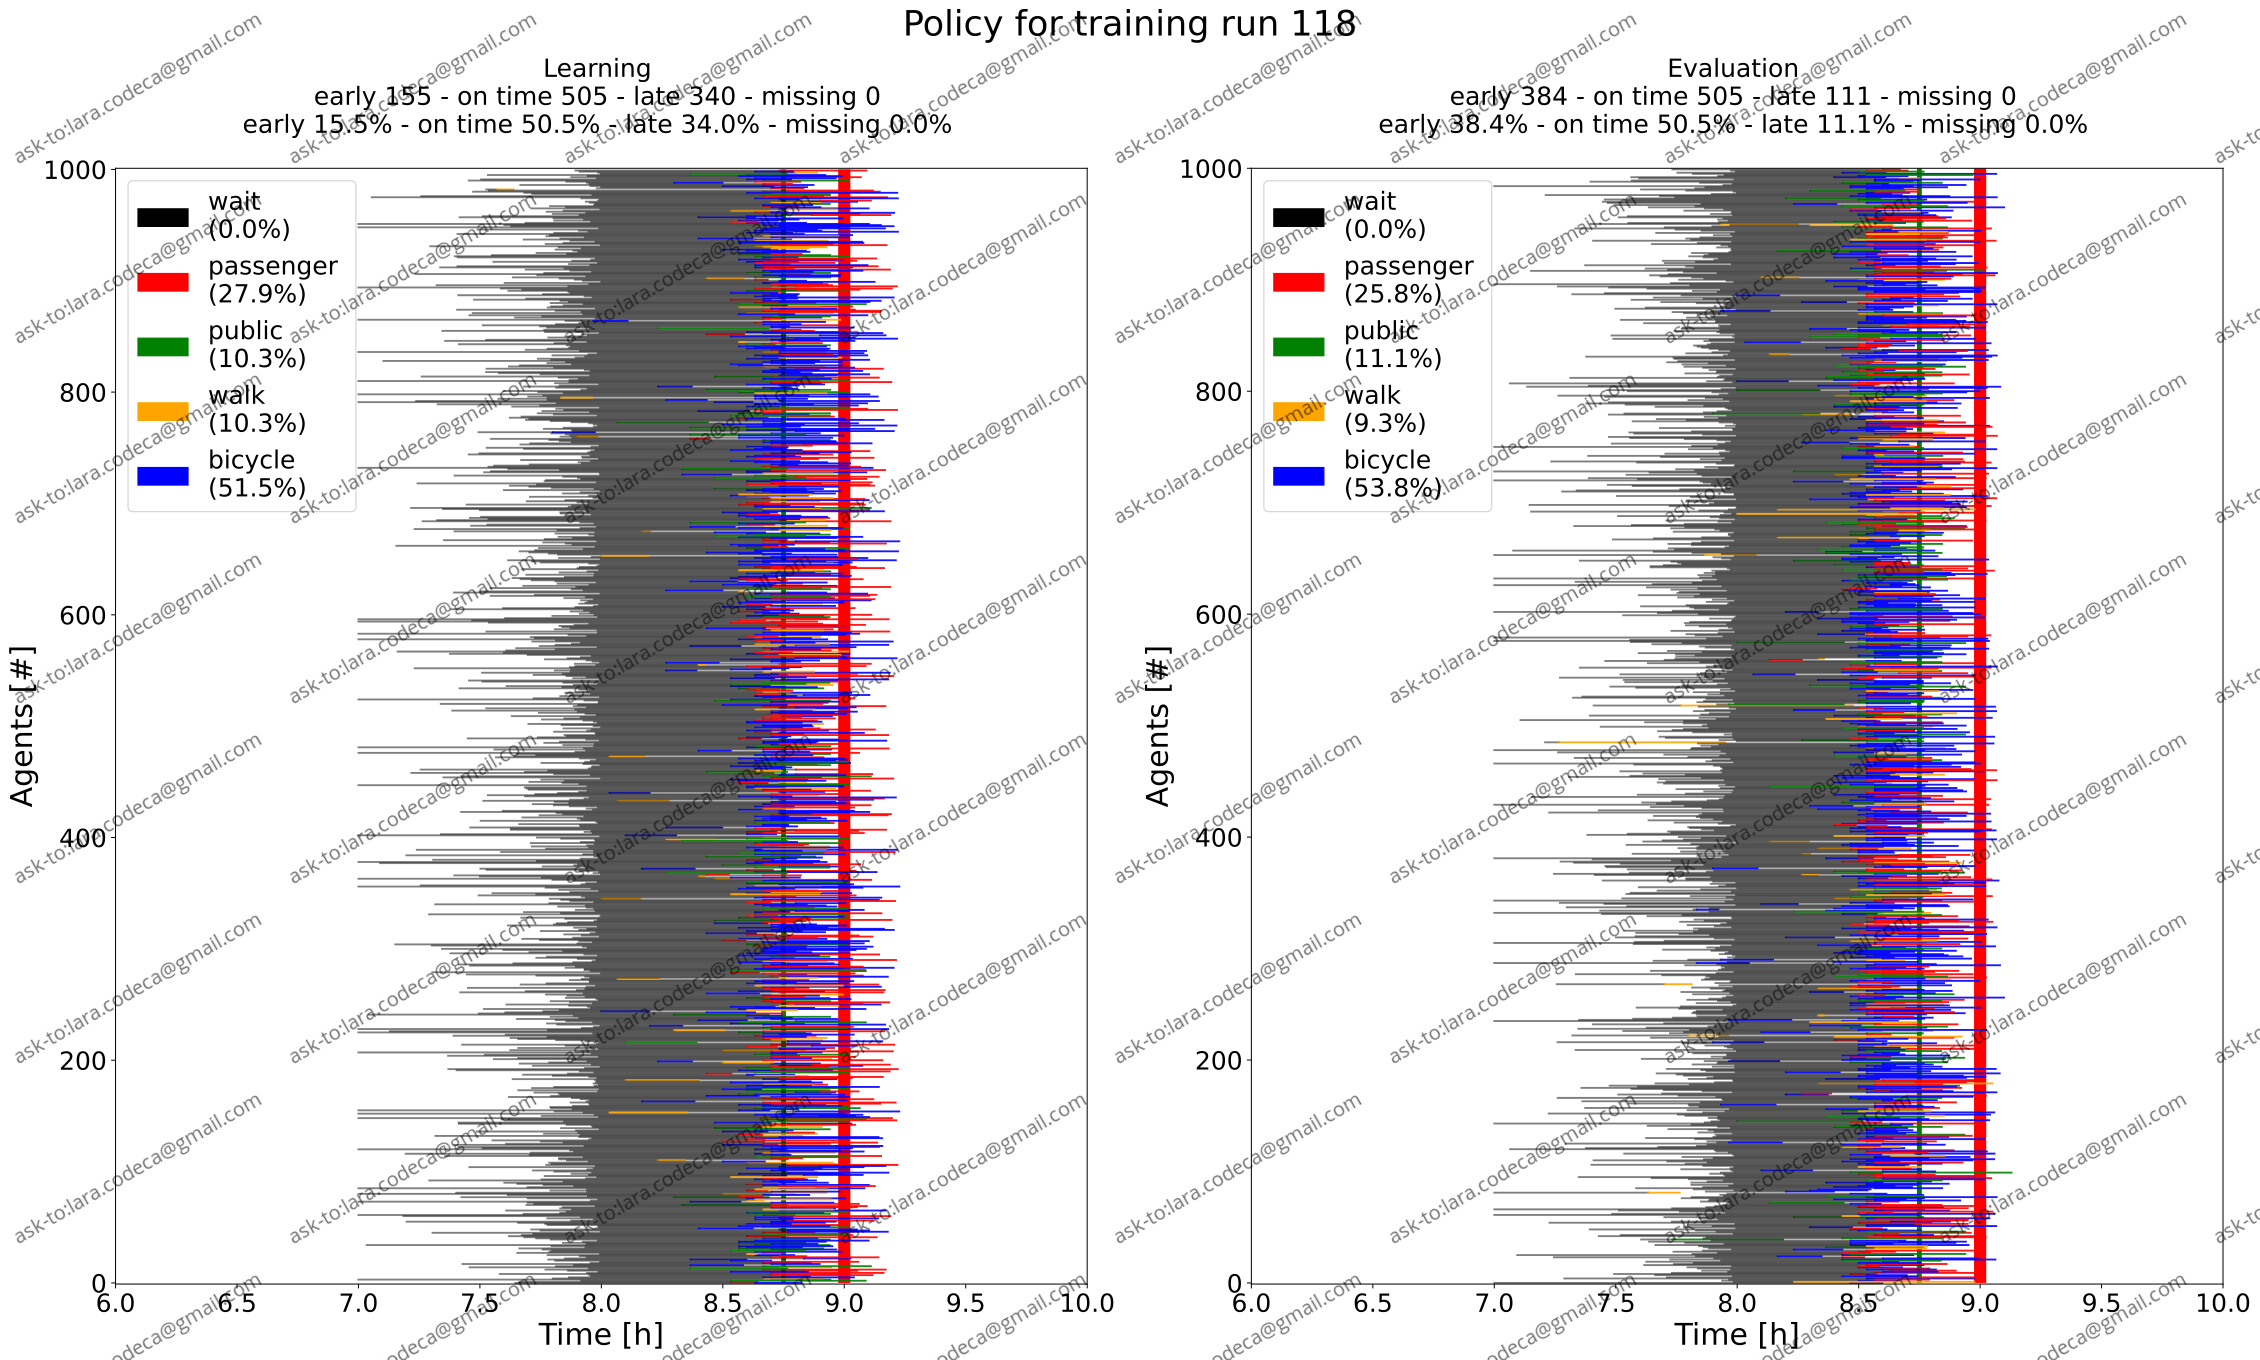 Policy for training run 118
Learning
early 155 - on time 505 - late 340 - missing 0
early 15.5% - on time 50.5% - late 34.0% - missing 0.0%
1000
800
600
400
200
0
Agents [#]
wait
(0.0%)
passenger
(27.9%)
public
(10.3%)
walk
(10.3%)
bicycle
(51.5%)
6.0 6.5 7.0 7.5 8.0 8.5 9.0 9.5 10.0
Time [h]
Evaluation
early 384 - on time 505 - late 111 - missing 0
early 38.4% - on time 50.5% - late 11.1% - missing 0.0%
1000
800
600
400
200
0
Agents [#]
wait
(0.0%)
passenger
(25.8%)
public
(11.1%)
walk
(9.3%)
bicycle
(53.8%)
6.0 6.5 7.0 7.5 8.0 8.5 9.0 9.5 10.0
Time [h]
ask-to:lara.codeca@gmail.com